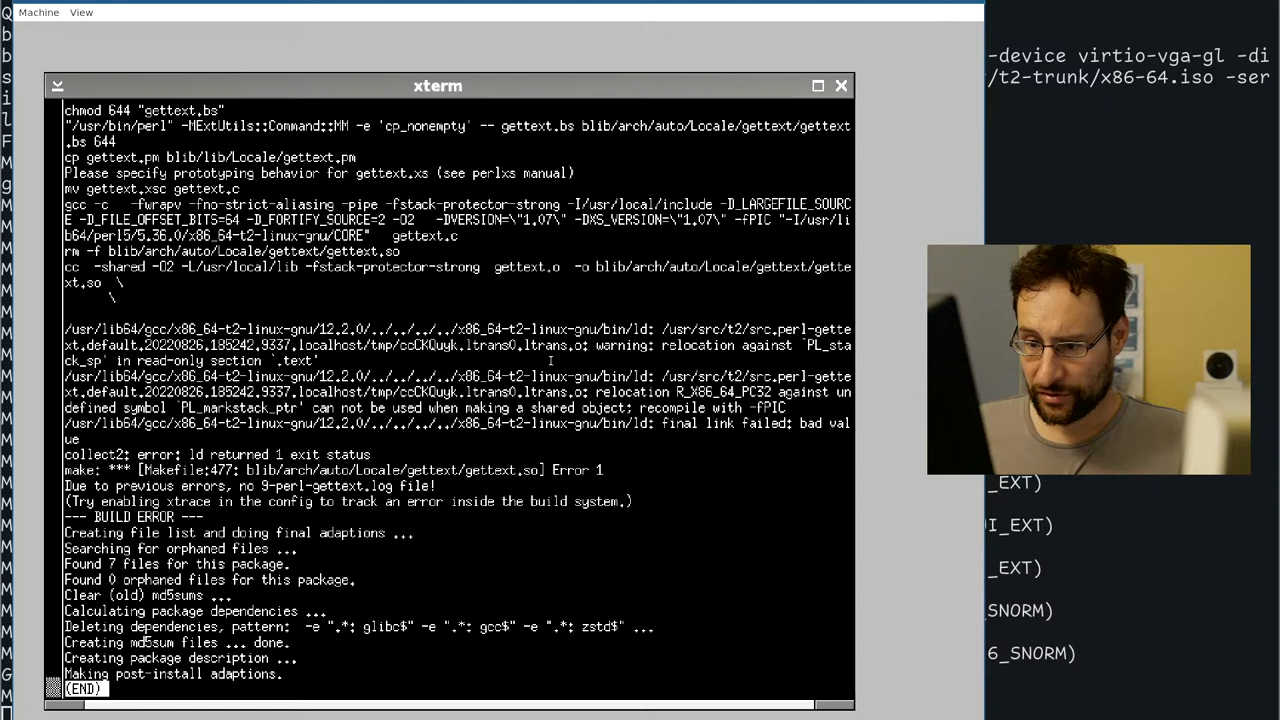 Machine View
-device virtio-vga-gl -di
/t2-trunk/x86-64.iso -ser
xterm
chmod 644 "gettext.bs"
"/usr/bin/perl" -MExtUtils::Command::MM -e 'cp_nonempty' -- gettext.bs blib/arch/auto/Locale/gettext/gettext
.bs 644
cp gettext.pm blib/lib/Locale/gettext.pm
Please specify prototyping behavior for gettext.xs (see perlxs manual)
mv gettext.xsc gettext.c
gcc -c   -fwrapv -fno-strict-aliasing -pipe -fstack-protector-strong -I/usr/local/include -D_LARGEFILE_SOURC
E -D_FILE_OFFSET_BITS=64 -D_FORTIFY_SOURCE=2 -O2   -DVERSION=\"1.07\" -DXS_VERSION=\"1.07\" -fPIC "-I/usr/li
b64/perl5/5.36.0/x86_64-t2-linux-gnu/CORE"   gettext.c
rm -f blib/arch/auto/Locale/gettext/gettext.so
cc  -shared -O2 -L/usr/local/lib -fstack-protector-strong  gettext.o  -o blib/arch/auto/Locale/gettext/gette
xt.so  \
      \
/usr/lib64/gcc/x86_64-t2-linux-gnu/12.2.0/../../../../x86_64-t2-linux-gnu/bin/ld: /usr/src/t2/src.perl-gette
xt.default.20220826.185242.9337.localhost/tmp/ccCKQuyk.ltrans0.ltrans.o: warning: relocation against `PL_sta
ck_sp' in read-only section `.text'
/usr/lib64/gcc/x86_64-t2-linux-gnu/12.2.0/../../../../x86_64-t2-linux-gnu/bin/ld: /usr/src/t2/src.perl-gette
xt.default.20220826.185242.9337.localhost/tmp/ccCKQuyk.ltrans0.ltrans.o: relocation R_X86_64_PC32 against un
defined symbol `PL_markstack_ptr' can not be used when making a shared object; recompile with -fPIC
/usr/lib64/gcc/x86_64-t2-linux-gnu/12.2.0/../../../../x86_64-t2-linux-gnu/bin/ld: final link failed: bad val
ue
collect2: error: ld returned 1 exit status
make: *** [Makefile:477: blib/arch/auto/Locale/gettext/gettext.so] Error 1
Due to previous errors, no 9-perl-gettext.log file!
(Try enabling xtrace in the config to track an error inside the build system.)
--- BUILD ERROR ---
Creating file list and doing final adaptions ...
Searching for orphaned files ...
Found 7 files for this package.
Found 0 orphaned files for this package.
Clear (old) md5sums ...
Calculating package dependencies ...
Deleting dependencies, pattern:  -e ".*: glibc$" -e ".*: gcc$" -e ".*: zstd$" ...
Creating md5sum files ... done.
Creating package description ...
Making post-install adaptions.
(END)
_EXT)
I_EXT)
_EXT)
SNORM)
6_SNORM)